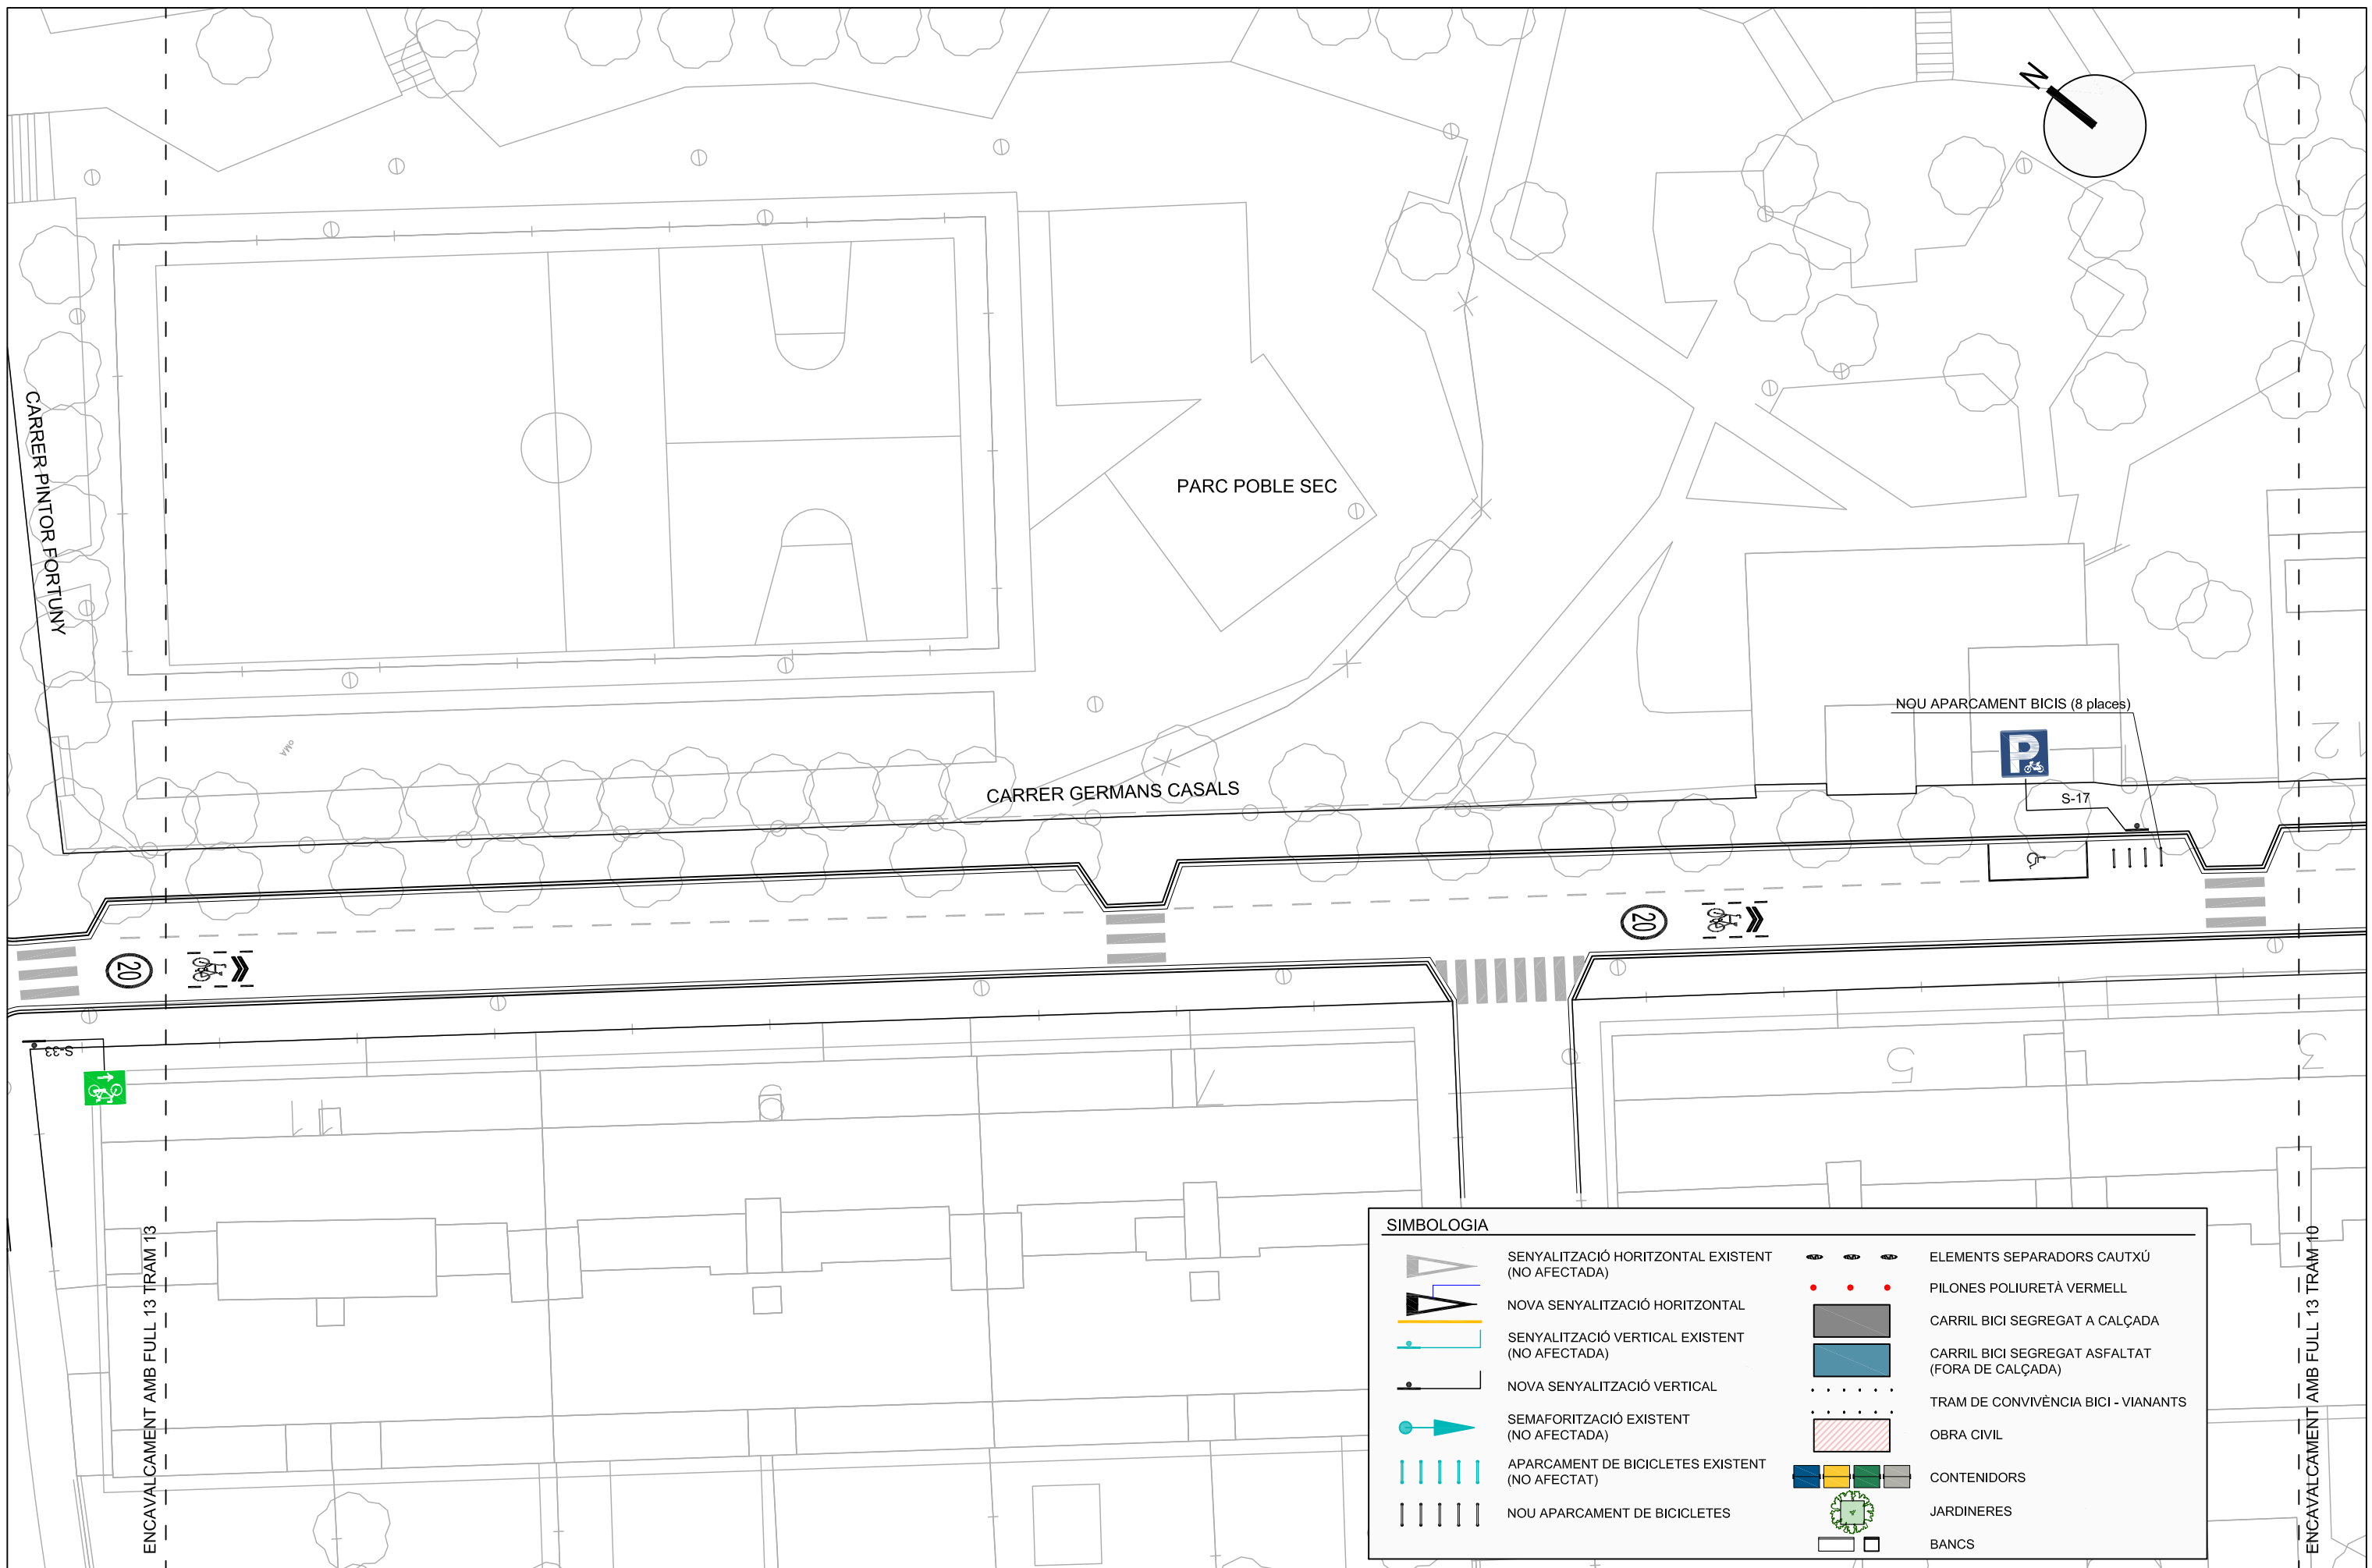 N
CARRER PINTOR FORTUNY
PARC POBLE SEC
NOU APARCAMENT BICIS (8 places)
P
S-17
CARRER GERMANS CASALS
20
20
S-33
12
6
5
3
ENCAVALCAMENT AMB FULL 13 TRAM 13
ENCAVALCAMENT AMB FULL 13 TRAM 10
SIMBOLOGIA
SENYALITZACIÓ HORITZONTAL EXISTENT
(NO AFECTADA)
NOVA SENYALITZACIÓ HORITZONTAL
SENYALITZACIÓ VERTICAL EXISTENT
(NO AFECTADA)
NOVA SENYALITZACIÓ VERTICAL
SEMAFORITZACIÓ EXISTENT
(NO AFECTADA)
APARCAMENT DE BICICLETES EXISTENT
(NO AFECTAT)
NOU APARCAMENT DE BICICLETES
ELEMENTS SEPARADORS CAUTXÚ
PILONES POLIURETÀ VERMELL
CARRIL BICI SEGREGAT A CALÇADA
CARRIL BICI SEGREGAT ASFALTAT
(FORA DE CALÇADA)
TRAM DE CONVIVÈNCIA BICI - VIANANTS
OBRA CIVIL
CONTENIDORS
JARDINERES
BANCS